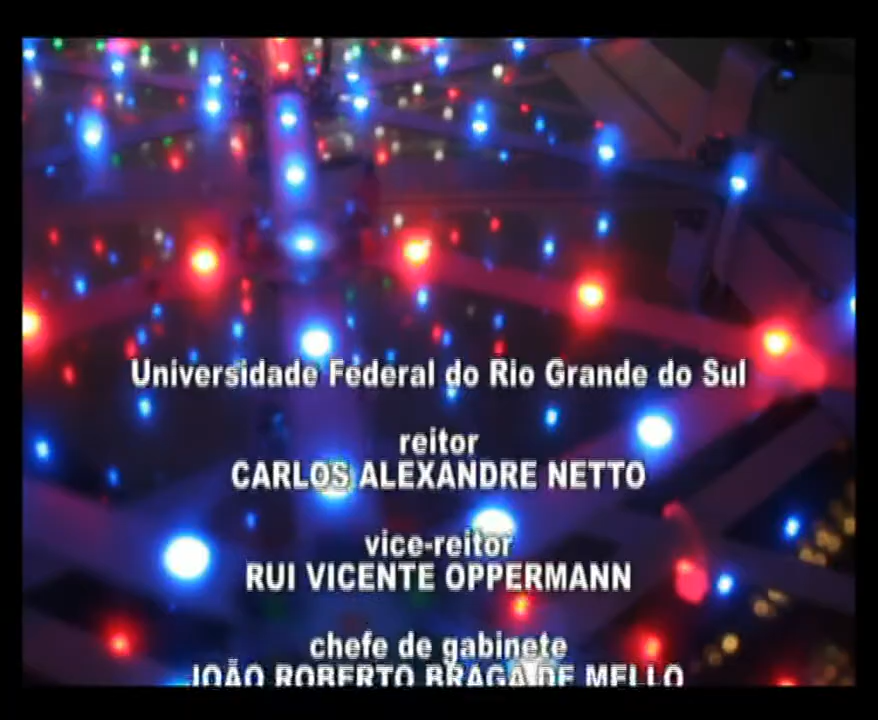 Universidade Federal do Rio Grande do Sul
reitor
CARLOS ALEXANDRE NETTO
vice-reitor
RUI VICENTE OPPERMANN
chefe de gabinete
JOÃO ROBERTO BRAGA DE MELLO